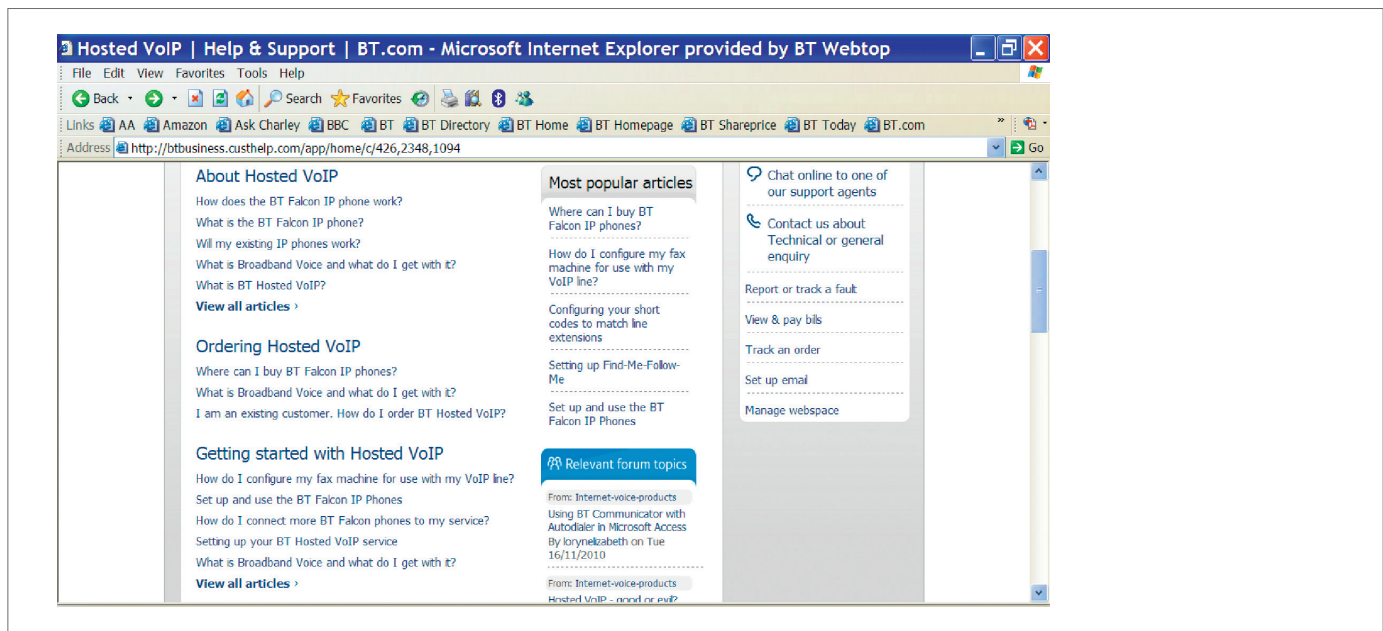 Hosted VoIP | Help & Support | BT.com - Microsoft Internet Explorer provided by BT Webtop
File Edit View Favorites Tools Help
Back Search Favorites
Links AA Amazon Ask Charley BBC BT BT Directory BT Home BT Homepage BT Shareprice BT Today BT.com »
Address http://btbusiness.custhelp.com/app/home/c/426,2348,1094 Go
About Hosted VoIP
How does the BT Falcon IP phone work?
What is the BT Falcon IP phone?
Will my existing IP phones work?
What is Broadband Voice and what do I get with it?
What is BT Hosted VoIP?
View all articles ›
Ordering Hosted VoIP
Where can I buy BT Falcon IP phones?
What is Broadband Voice and what do I get with it?
I am an existing customer. How do I order BT Hosted VoIP?
Getting started with Hosted VoIP
How do I configure my fax machine for use with my VoIP line?
Set up and use the BT Falcon IP Phones
How do I connect more BT Falcon phones to my service?
Setting up your BT Hosted VoIP service
What is Broadband Voice and what do I get with it?
View all articles ›
Most popular articles
Where can I buy BT
Falcon IP phones?
How do I configure my fax
machine for use with my
VoIP line?
Configuring your short
codes to match line
extensions
Setting up Find-Me-Follow-
Me
Set up and use the BT
Falcon IP Phones
Relevant forum topics
From: Internet-voice-products
Using BT Communicator with
Autodialer in Microsoft Access
By lorynelizabeth on Tue
16/11/2010
From: Internet-voice-products
Hosted VoIP - good or evil?
Chat online to one of
our support agents
Contact us about
Technical or general
enquiry
Report or track a fault
View & pay bills
Track an order
Set up email
Manage webspace